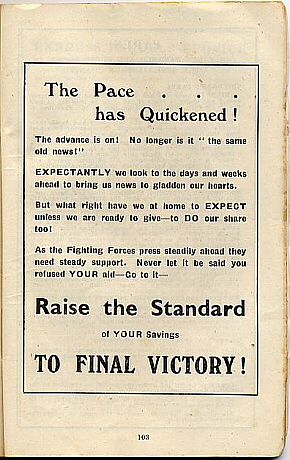 The Pace . . .
has Quickened !
The advance is on! No longer is it " the same
old news!"
EXPECTANTLY we look to the days and weeks
ahead to bring us news to gladden our hearts.
But what right have we at home to EXPECT
unless we are ready to give—to DO our share
too!
As the Fighting Forces press steadily ahead they
need steady support. Never let it be said you
refused YOUR aid—Go to it—
Raise the Standard
of YOUR Savings
TO FINAL VICTORY !
103